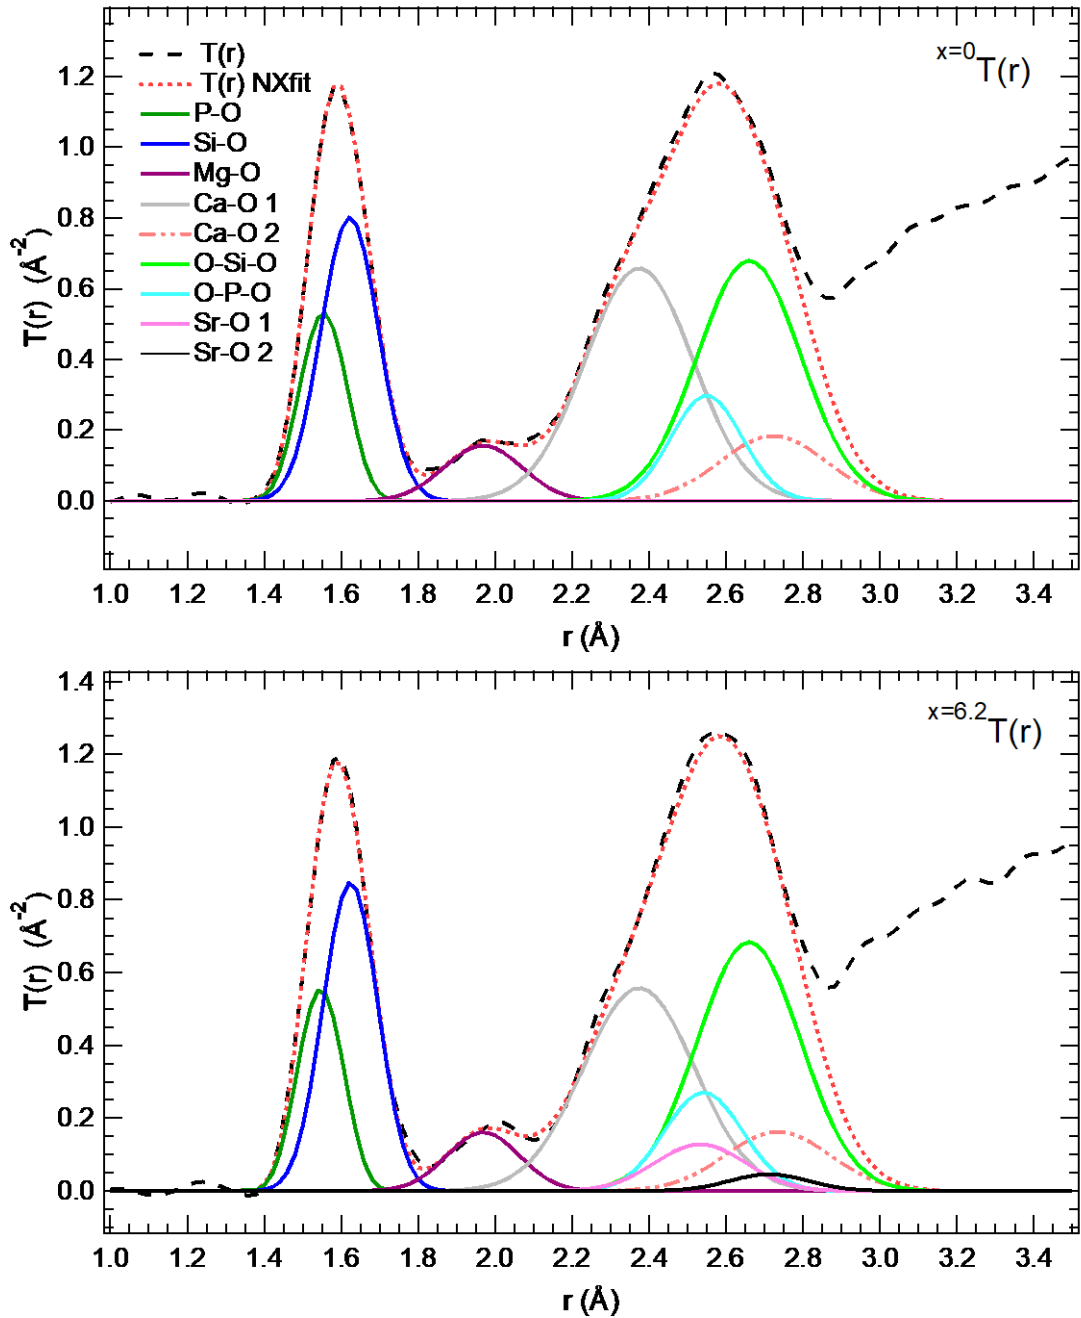 x=0T(r)
T(r)
T(r) NXfit
P-O
Si-O
Mg-O
Ca-O 1
Ca-O 2
O-Si-O
O-P-O
Sr-O 1
Sr-O 2
T(r) (Å-2)
1.2
1.0
0.8
0.6
0.4
0.2
0.0
1.0 1.2 1.4 1.6 1.8 2.0 2.2 2.4 2.6 2.8 3.0 3.2 3.4
r (Å)
x=6.2T(r)
T(r) (Å-2)
1.4
1.2
1.0
0.8
0.6
0.4
0.2
0.0
1.0 1.2 1.4 1.6 1.8 2.0 2.2 2.4 2.6 2.8 3.0 3.2 3.4
r (Å)